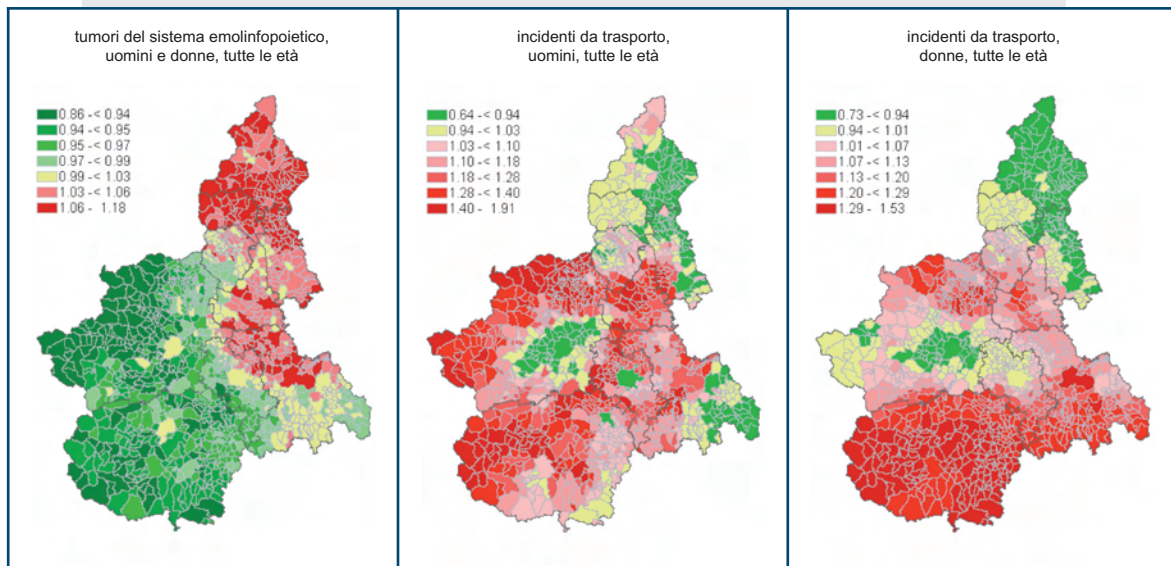 tumori del sistema emolinfopoietico,
uomini e donne, tutte le età
0.86 -< 0.94
0.94 -< 0.95
0.95 -< 0.97
0.97 -< 0.99
0.99 -< 1.03
1.03 -< 1.06
1.06 - 1.18
incidenti da trasporto,
uomini, tutte le età
0.64 -< 0.94
0.94 -< 1.03
1.03 -< 1.10
1.10 -< 1.18
1.18 -< 1.28
1.28 -< 1.40
1.40 - 1.91
incidenti da trasporto,
donne, tutte le età
0.73 -< 0.94
0.94 -< 1.01
1.01 -< 1.07
1.07 -< 1.13
1.13 -< 1.20
1.20 -< 1.29
1.29 - 1.53